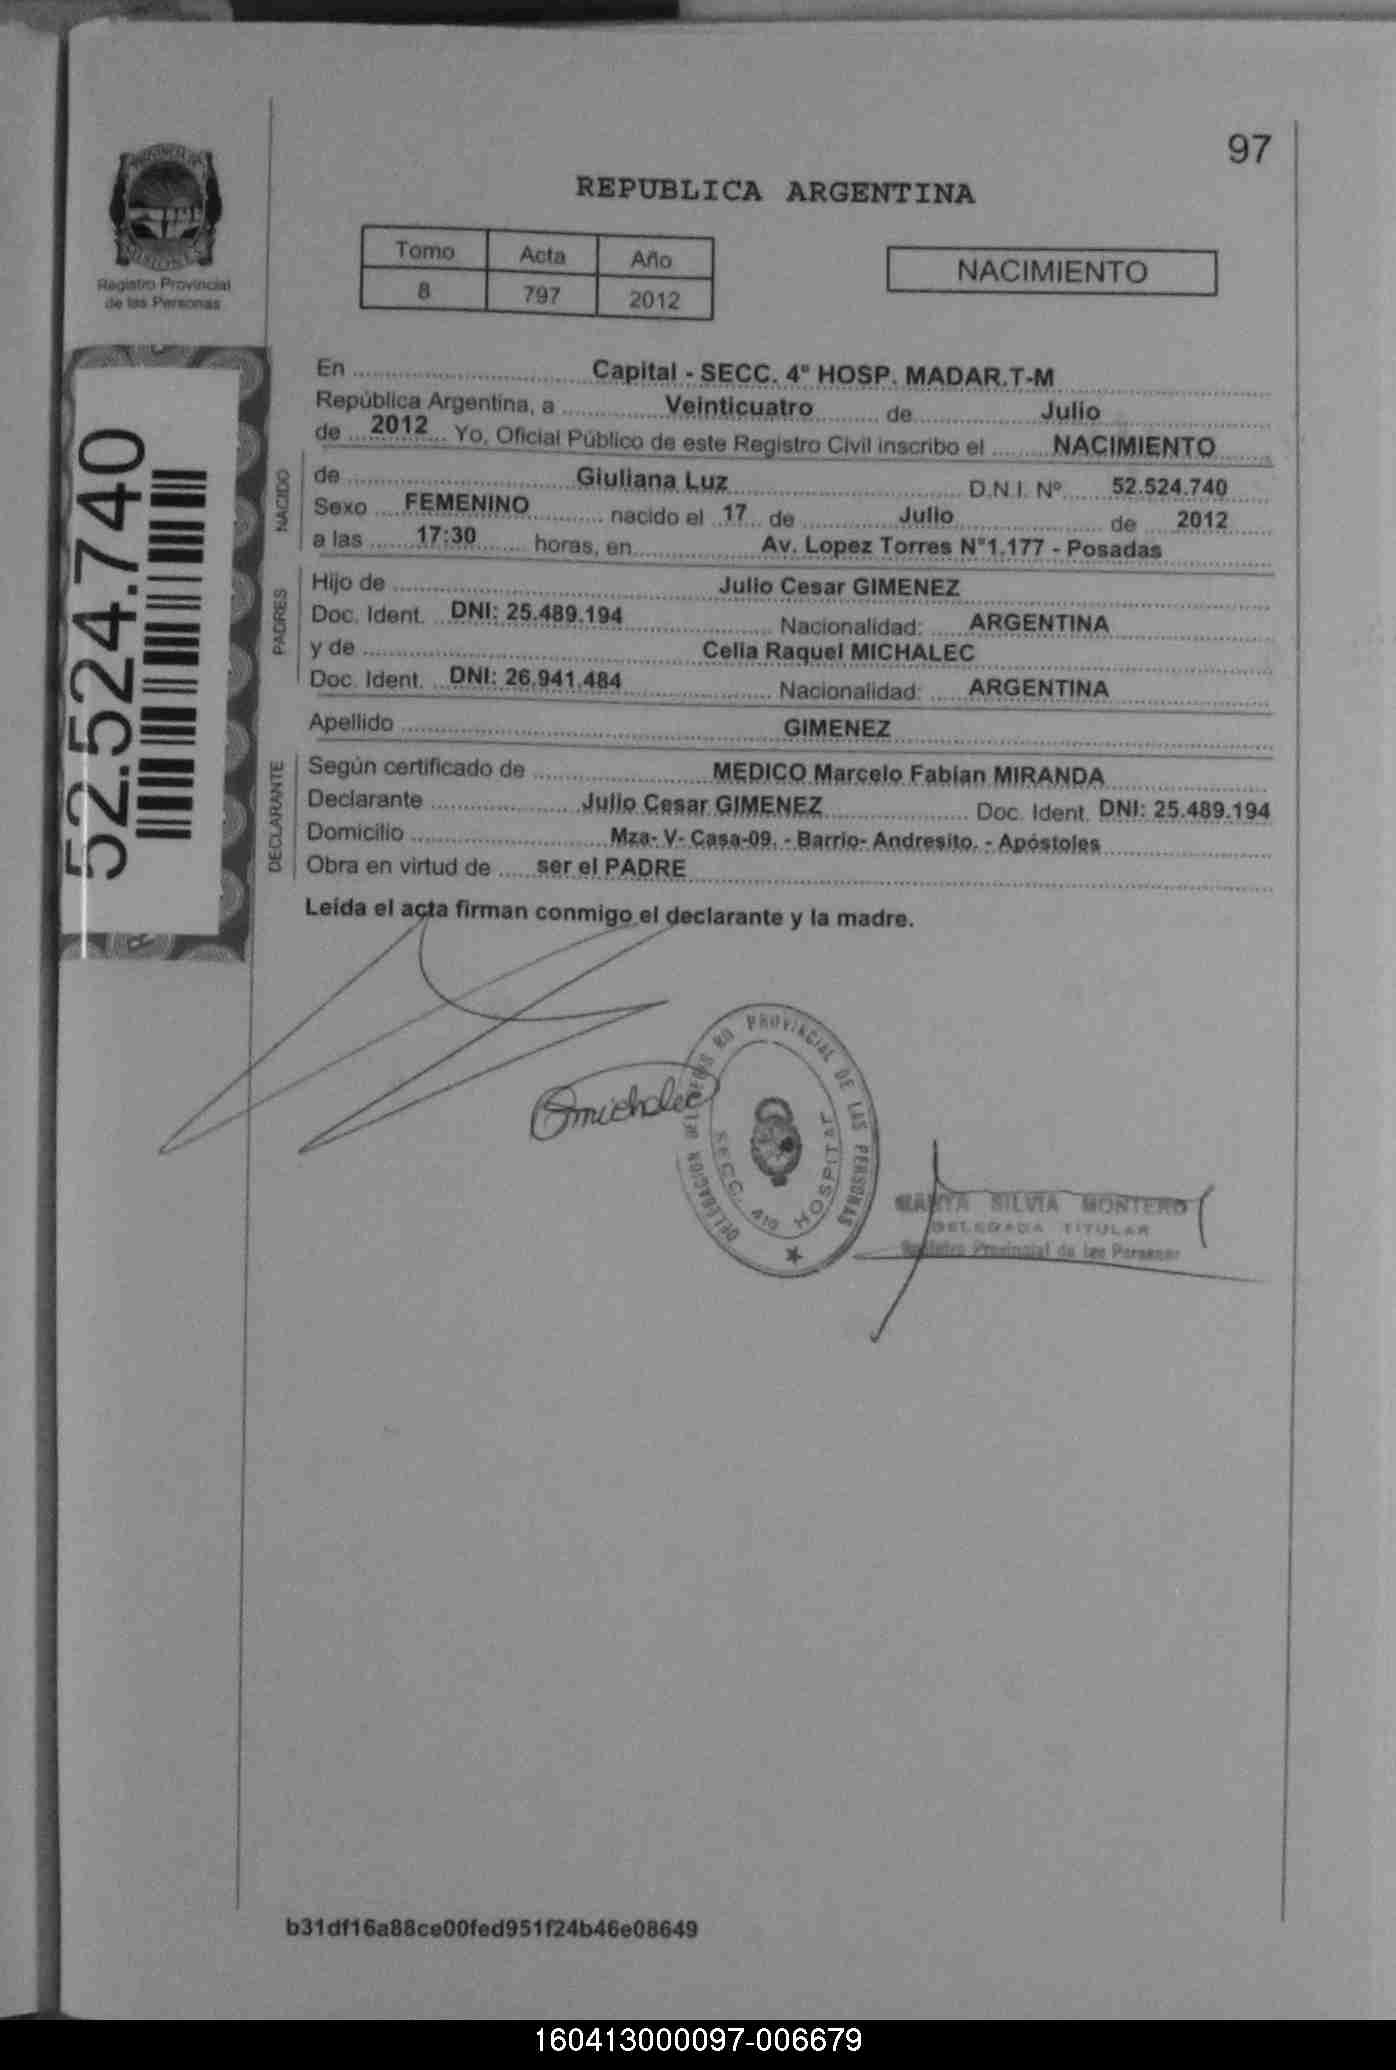 97
PROVINCIA DE
MISIONES
Registro Provincial
de las Personas
REPUBLICA ARGENTINA
Tomo Acta Año
8 797 2012
NACIMIENTO
52.524.740
En Capital - SECC. 4º HOSP. MADAR.T-M
República Argentina, a Veinticuatro de Julio
de 2012 Yo, Oficial Público de este Registro Civil inscribo el NACIMIENTO
NACIDO
de Giuliana Luz D.N.I. Nº 52.524.740
Sexo FEMENINO nacido el 17 de Julio de 2012
a las 17:30 horas, en Av. Lopez Torres N°1.177 - Posadas
PADRES
Hijo de Julio Cesar GIMENEZ
Doc. Ident. DNI: 25.489.194 Nacionalidad: ARGENTINA
y de Celia Raquel MICHALEC
Doc. Ident. DNI: 26.941.484 Nacionalidad: ARGENTINA
Apellido GIMENEZ
DECLARANTE
Según certificado de MEDICO Marcelo Fabian MIRANDA
Declarante Julio Cesar GIMENEZ Doc. Ident. DNI: 25.489.194
Domicilio Mza- V- Casa-09. - Barrio- Andresito. - Apóstoles
Obra en virtud de ser el PADRE
Leída el acta firman conmigo el declarante y la madre.
michalec
DELEGACION DEL PROVINCIAL DE LAS PERSONAS
SECC. HOSPITAL
SILVIA MONTERO
DELEGADA TITULAR
Registro Provincial de las Personas
b31df16a88ce00fed951f24b46e08649
160413000097-006679